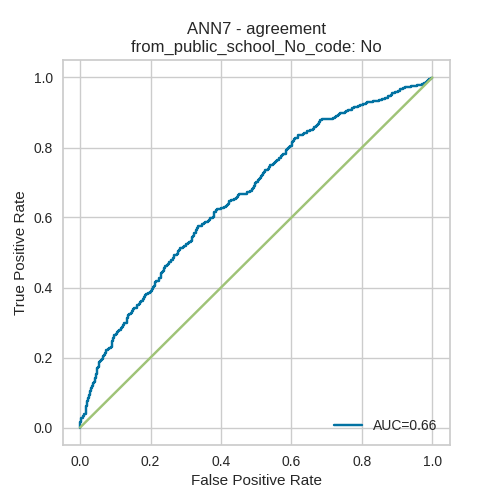 ANN7 - agreement
from_public_school_No_code: No
True Positive Rate
1.0
0.8
0.6
0.4
0.2
0.0
AUC=0.66
0.0 0.2 0.4 0.6 0.8 1.0
False Positive Rate